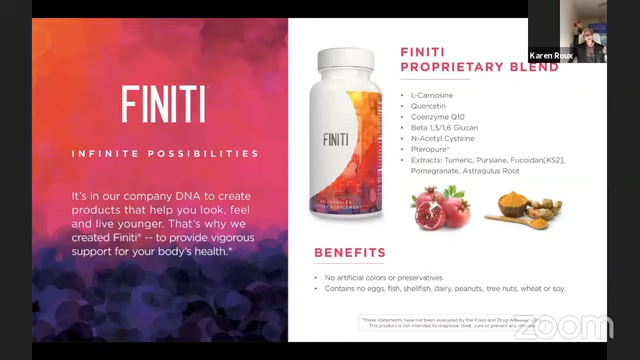 FINITI
INFINITE POSSIBILITIES
It's in our company DNA to create
products that help you look, feel
and live younger. That's why we
created Finiti® -- to provide vigorous
support for your body's health.*
FINITI
PROPRIETARY BLEND
• L-Carnosine
• Quercetin
• Coenzyme Q10
• Beta 1,3/1,6 Glucan
• N-Acetyl Cysteine
• Pteropure®
• Extracts: Tumeric, Purslane, Fucoidan[KS2],
Pomegranate, Astragulus Root
FINITI
CAPSULES
SUPPLEMENT
BENEFITS
• No artificial colors or preservatives.
• Contains no eggs, fish, shellfish, dairy, peanuts, tree nuts, wheat or soy.
*These statements have not been evaluated by the Food and Drug
This product is not intended to diagnose, treat, cure or prevent any
Karen Roux
zoom